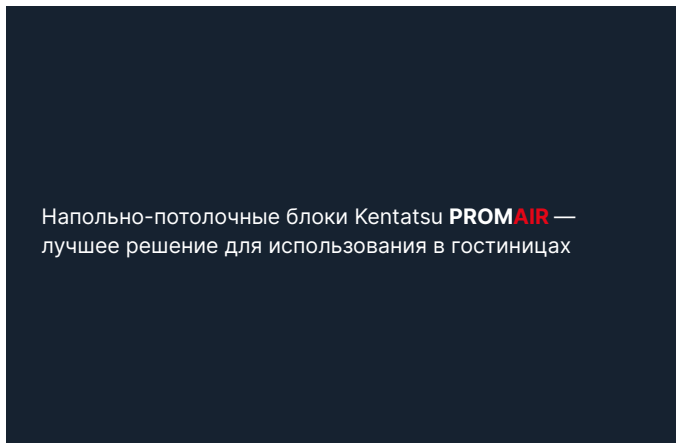 Напольно-потолочные блоки Kentatsu PROMAIR —
лучшее решение для использования в гостиницах